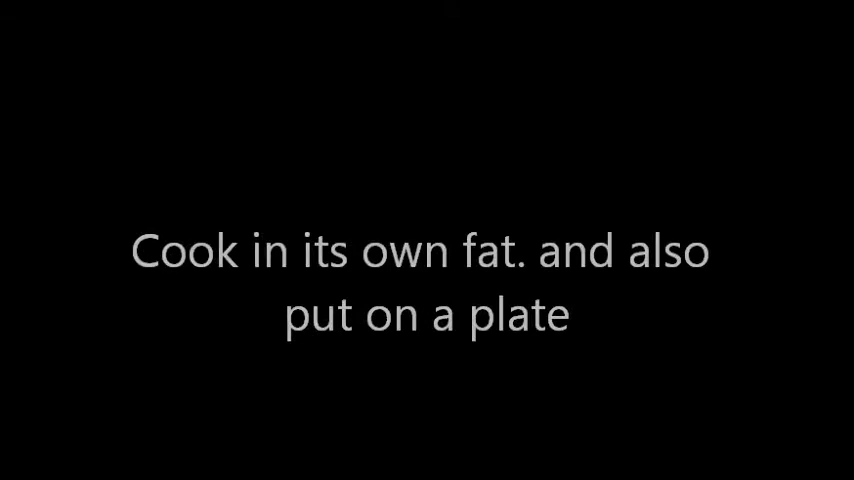 Cook in its own fat. and also
put on a plate